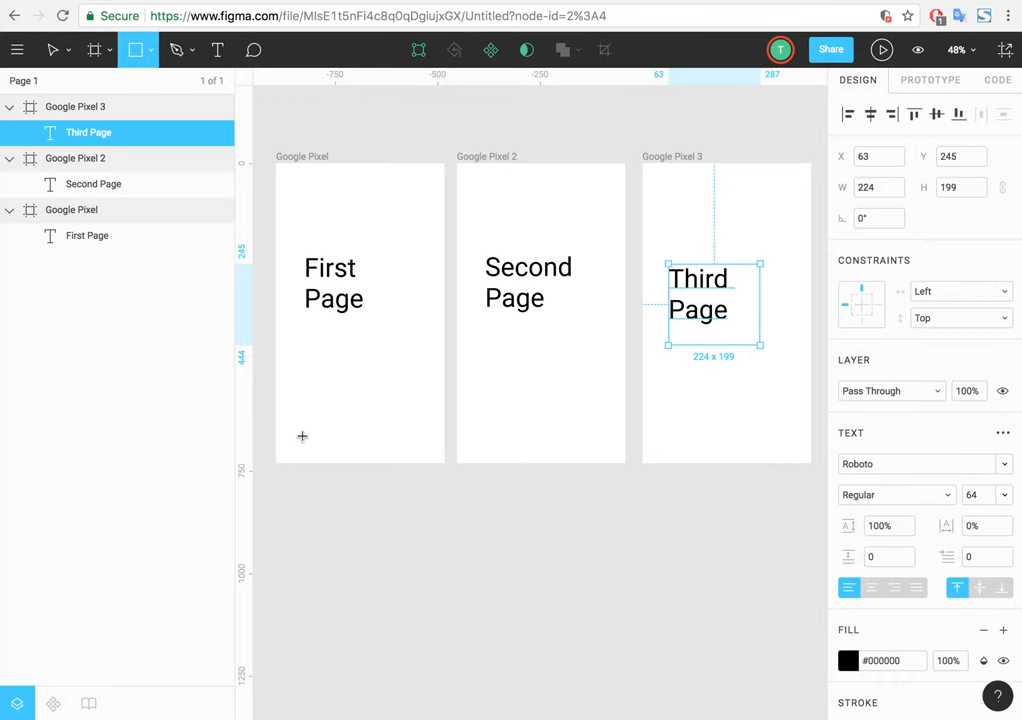 Secure
https://www.figma.com/file/MlsE1t5nFi4c8q0qDgiujxGX/Untitled?node-id=2%3A4
1
T
Share
48%
Page 1
1 of 1
Google Pixel 3
Third Page
Google Pixel 2
Second Page
Google Pixel
First Page
-750
-500
-250
63
287
0
245
444
750
1000
1250
Google Pixel
First
Page
Google Pixel 2
Second
Page
Google Pixel 3
Third
Page
224 x 199
DESIGN
PROTOTYPE
CODE
X
63
Y
245
W
224
H
199
0°
CONSTRAINTS
Left
Top
LAYER
Pass Through
100%
TEXT
Roboto
Regular
64
100%
0%
0
0
FILL
#000000
100%
STROKE
?